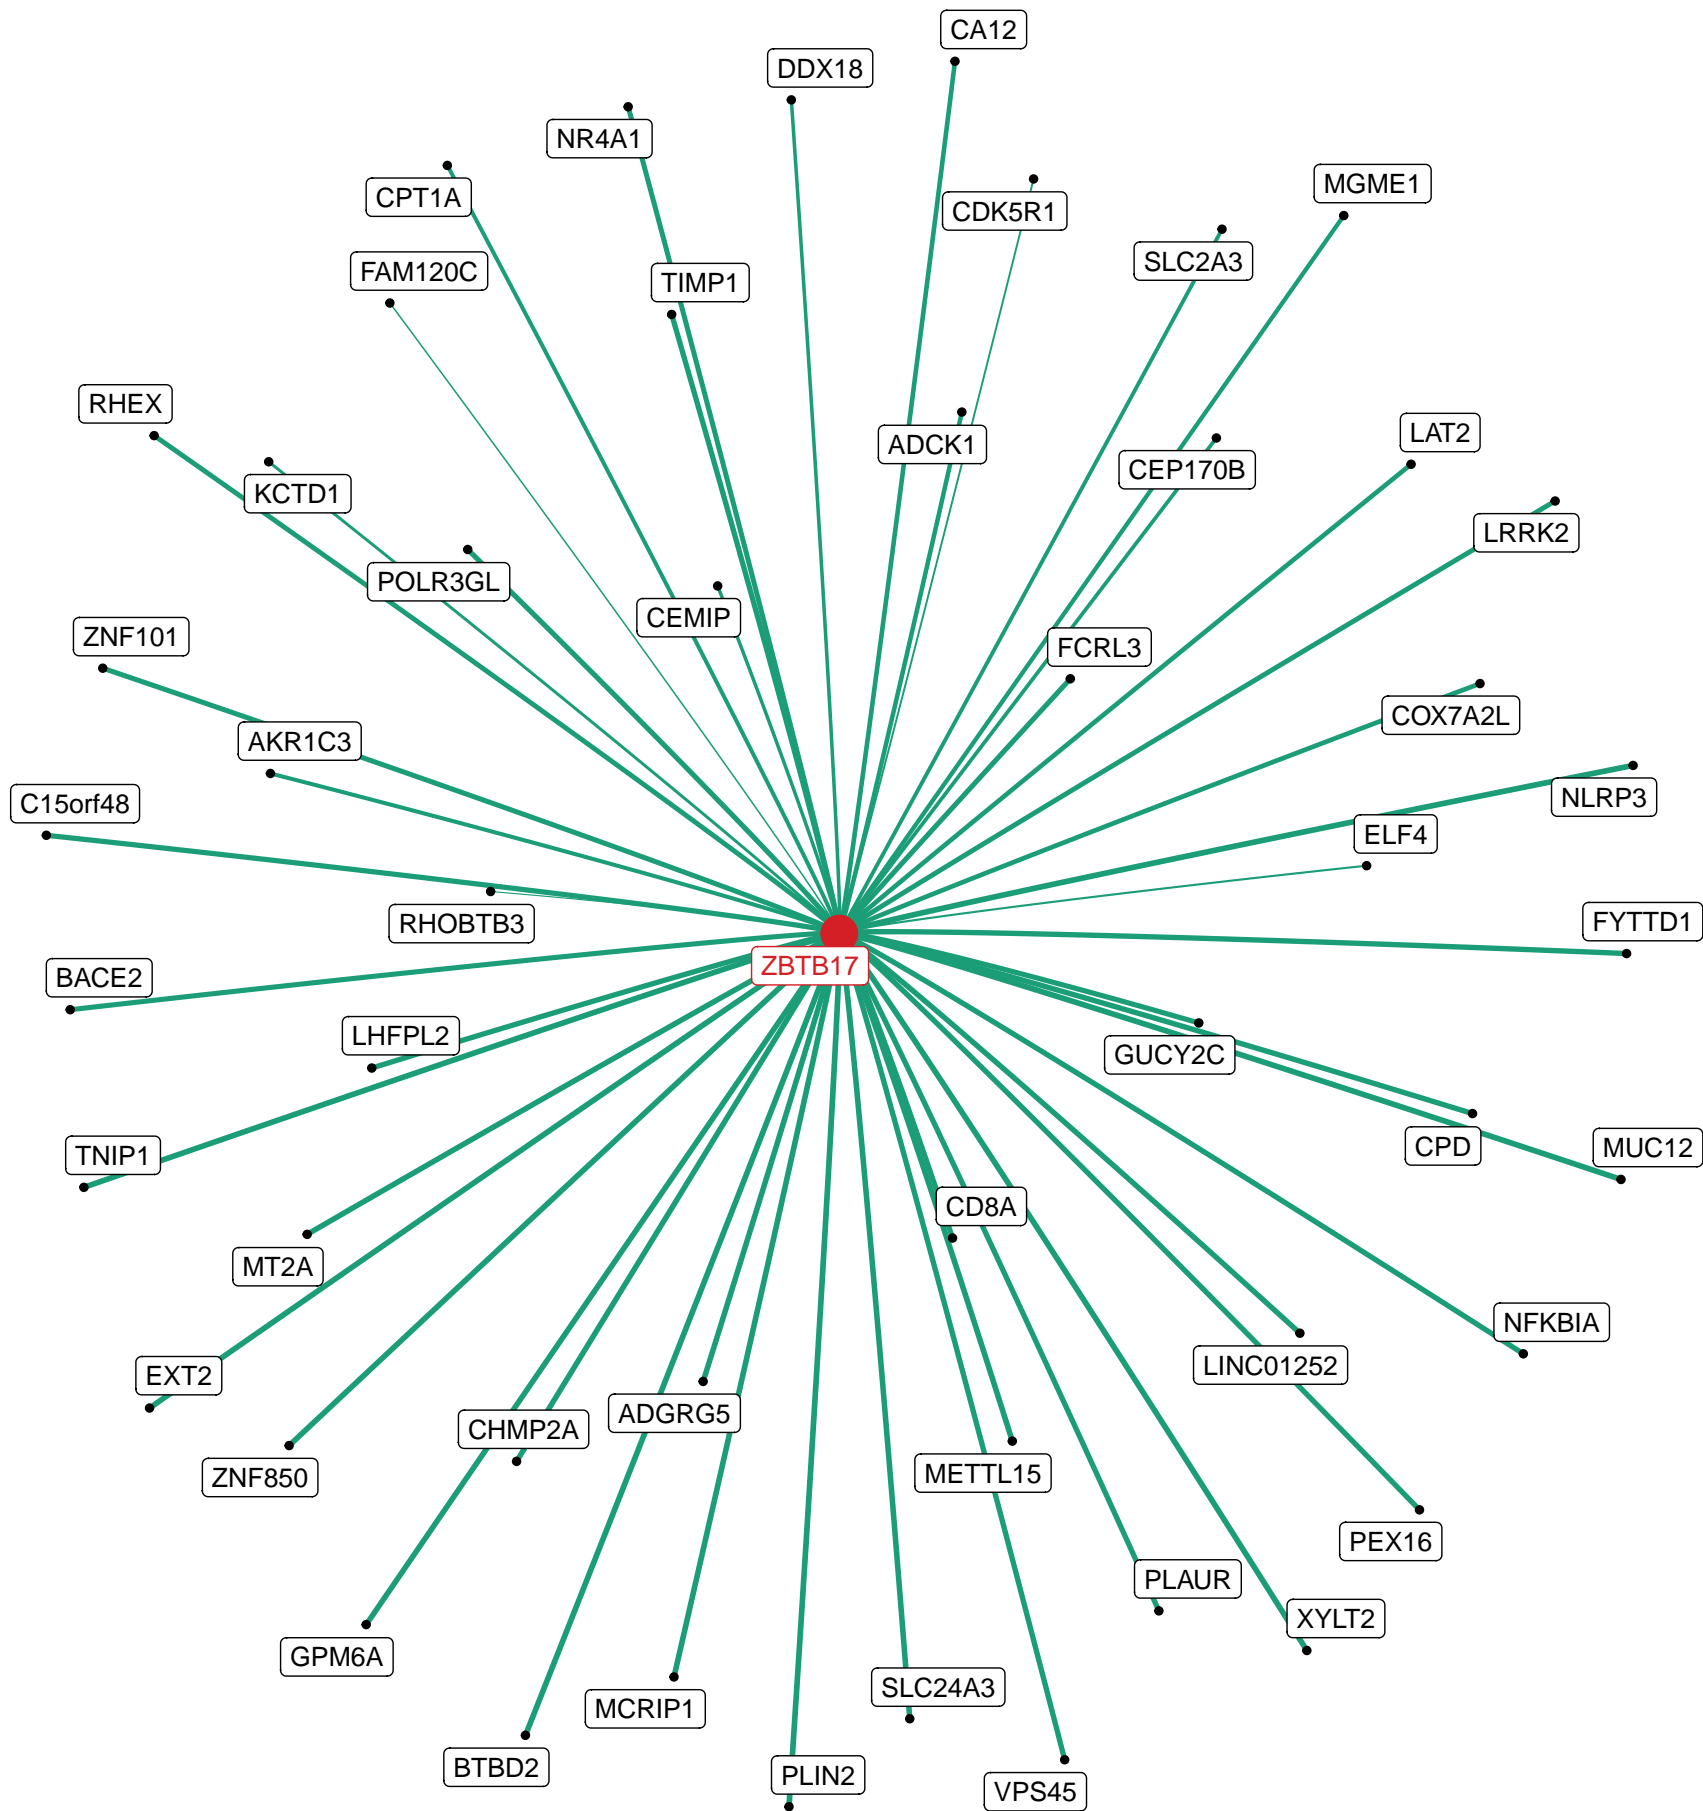 CA12
DDX18
NR4A1
MGME1
CPT1A
CDK5R1
SLC2A3
FAM120C
TIMP1
RHEX
LAT2
ADCK1
CEP170B
KCTD1
LRRK2
POLR3GL
CEMIP
ZNF101
FCRL3
COX7A2L
AKR1C3
NLRP3
C15orf48
ELF4
RHOBTB3
FYTTD1
ZBTB17
BACE2
LHFPL2
GUCY2C
CPD
MUC12
TNIP1
CD8A
MT2A
NFKBIA
LINC01252
EXT2
ADGRG5
CHMP2A
METTL15
ZNF850
PEX16
PLAUR
XYLT2
GPM6A
SLC24A3
MCRIP1
BTBD2
PLIN2
VPS45